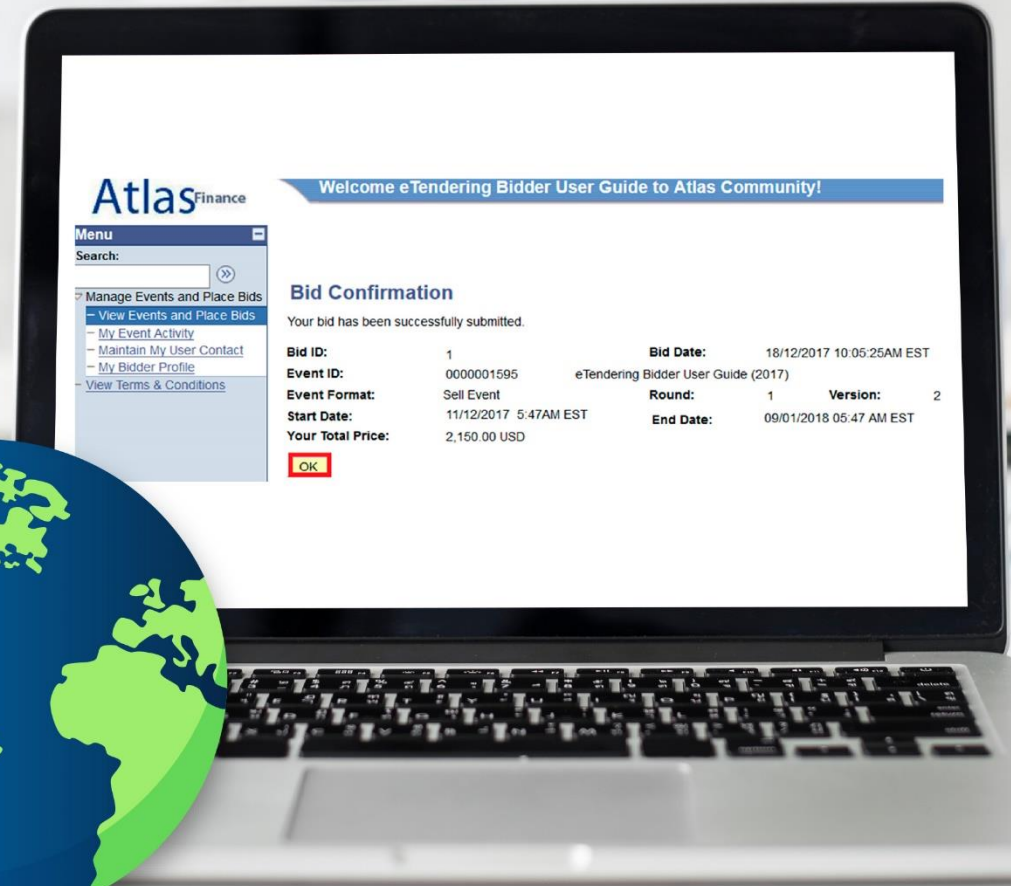 Atlas Finance
Welcome eTendering Bidder User Guide to Atlas Community!
Menu
Search:
Manage Events and Place Bids
View Events and Place Bids
My Event Activity
Maintain My User Contact
My Bidder Profile
View Terms & Conditions
Bid Confirmation
Your bid has been successfully submitted.
Bid ID: 1 Bid Date: 18/12/2017 10:05:25AM EST
Event ID: 0000001595 eTendering Bidder User Guide (2017)
Event Format: Sell Event Round: 1 Version: 2
Start Date: 11/12/2017 5:47AM EST End Date: 09/01/2018 05:47 AM EST
Your Total Price: 2,150.00 USD
OK
delete